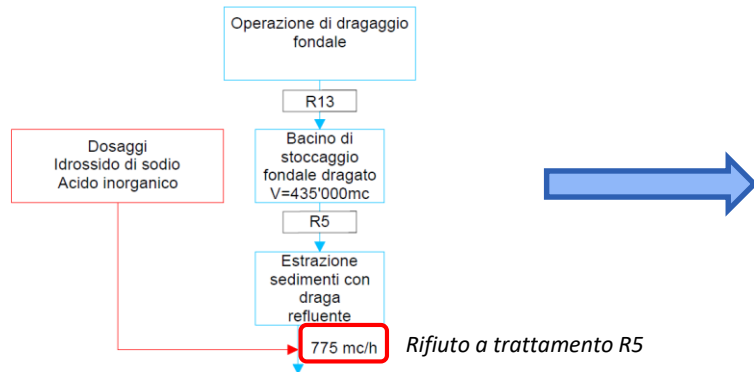 Operazione di dragaggio
fondale
R13
Dosaggi
Idrossido di sodio
Acido inorganico
Bacino di
stoccaggio
fondale dragato
V=435'000mc
R5
Estrazione
sedimenti con
draga
refluente
775 mc/h
Rifiuto a trattamento R5